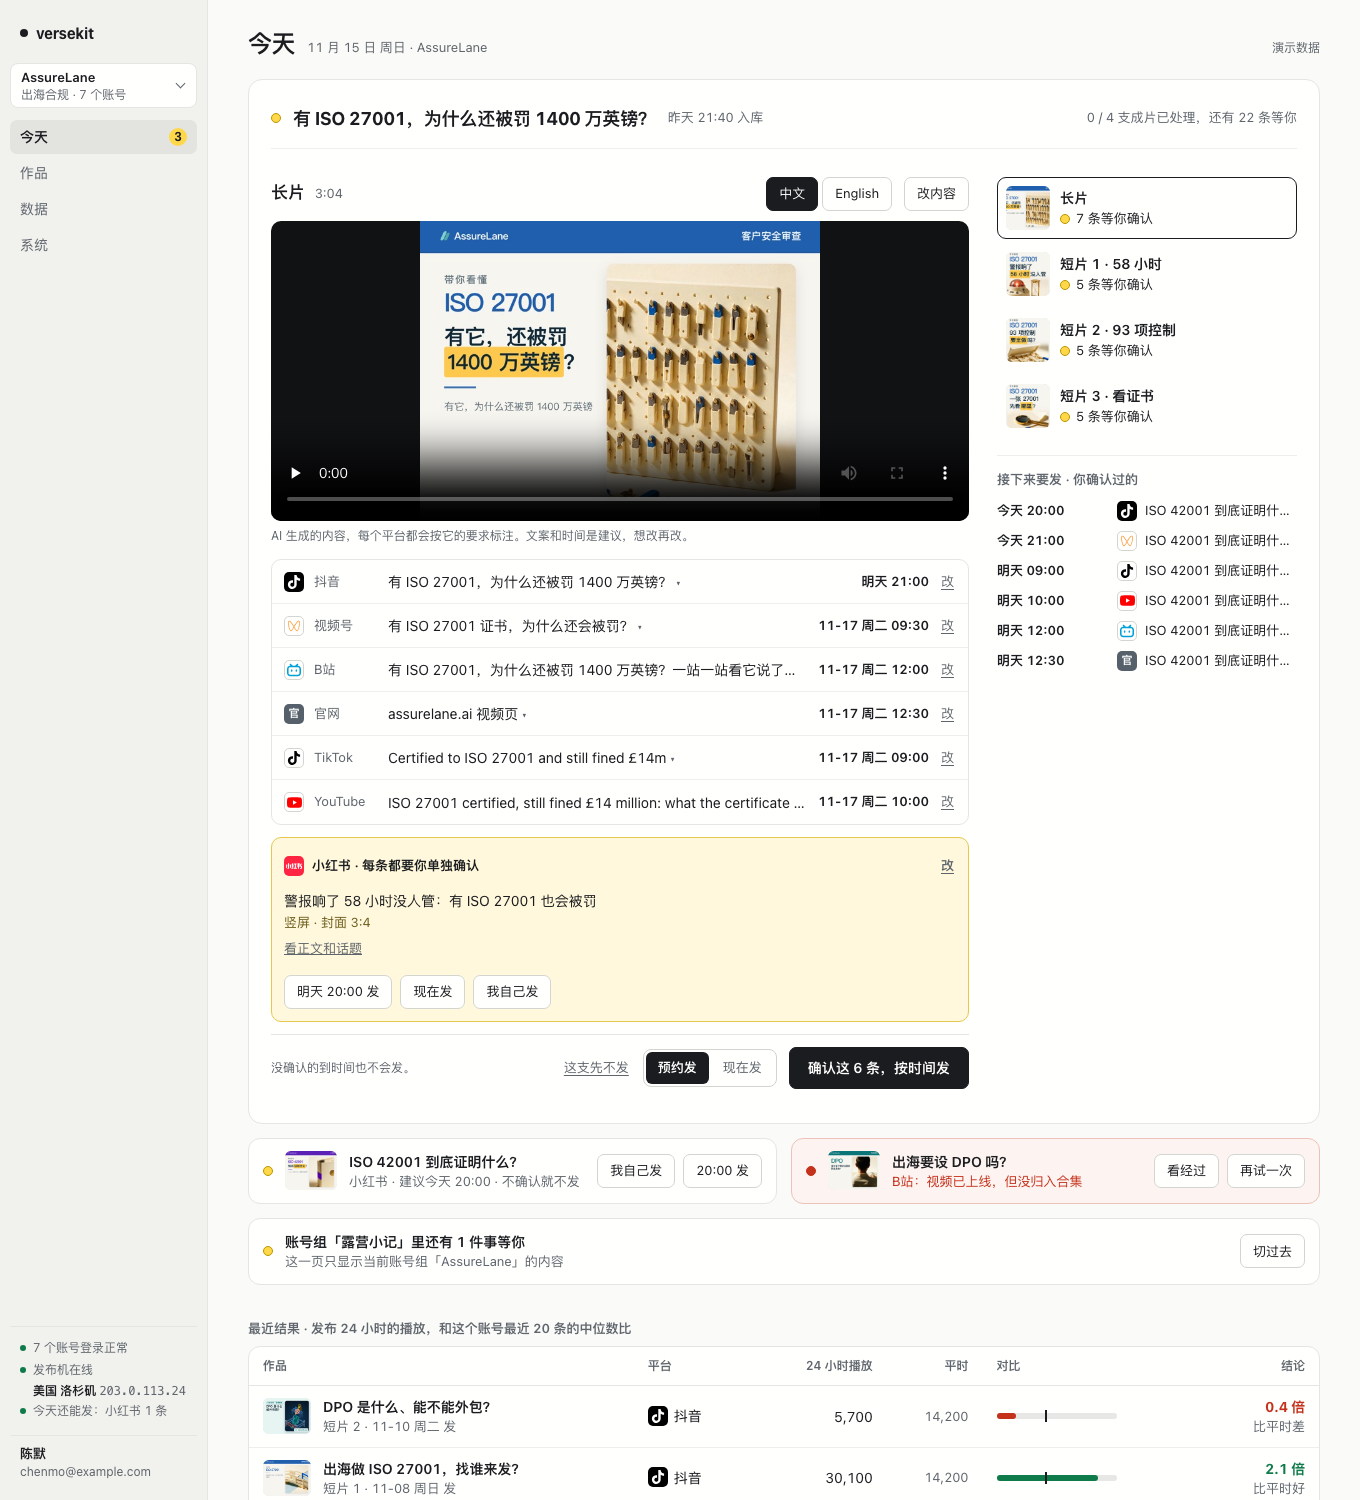 versekit
AssureLane
出海合规 · 7 个账号
今天
3
作品
数据
系统
7 个账号登录正常
发布机在线
美国 洛杉矶 203.0.113.24
今天还能发：小红书 1 条
陈默
chenmo@example.com
今天 11 月 15 日 周日 · AssureLane
演示数据
有 ISO 27001，为什么还被罚 1400 万英镑？ 昨天 21:40 入库
0 / 4 支成片已处理，还有 22 条等你
长片 3:04
中文
English
改内容
AssureLane
客户安全审查
带你看懂
ISO 27001
有它，还被罚
1400 万英镑？
有它，为什么还被罚 1400 万英镑
0:00
AI 生成的内容，每个平台都会按它的要求标注。文案和时间是建议，想改再改。
抖音 有 ISO 27001，为什么还被罚 1400 万英镑？ 明天 21:00 改
视频号 有 ISO 27001 证书，为什么还会被罚？ 11-17 周二 09:30 改
B站 有 ISO 27001，为什么还被罚 1400 万英镑？一站一站看它说了... 11-17 周二 12:00 改
官 官网 assurelane.ai 视频页 11-17 周二 12:30 改
TikTok Certified to ISO 27001 and still fined £14m 11-17 周二 09:00 改
YouTube ISO 27001 certified, still fined £14 million: what the certificate ... 11-17 周二 10:00 改
小红书 小红书 · 每条都要你单独确认 改
警报响了 58 小时没人管：有 ISO 27001 也会被罚
竖屏 · 封面 3:4
看正文和话题
明天 20:00 发
现在发
我自己发
没确认的到时间也不会发。
这支先不发
预约发
现在发
确认这 6 条，按时间发
长片
7 条等你确认
ISO 27001
警报响了
58 小时没人管
短片 1 · 58 小时
5 条等你确认
ISO 27001
93 项控制
短片 2 · 93 项控制
5 条等你确认
ISO 27001
一张 27001
短片 3 · 看证书
5 条等你确认
接下来要发 · 你确认过的
今天 20:00 ISO 42001 到底证明什...
今天 21:00 ISO 42001 到底证明什...
明天 09:00 ISO 42001 到底证明什...
明天 10:00 ISO 42001 到底证明什...
明天 12:00 ISO 42001 到底证明什...
明天 12:30 官 ISO 42001 到底证明什...
ISO 42001 到底证明什么？
小红书 · 建议今天 20:00 · 不确认就不发
我自己发
20:00 发
DPO
出海要设 DPO 吗？
B站：视频已上线，但没归入合集
看经过
再试一次
账号组「露营小记」里还有 1 件事等你
这一页只显示当前账号组「AssureLane」的内容
切过去
最近结果 · 发布 24 小时的播放，和这个账号最近 20 条的中位数比
作品 平台 24 小时播放 平时 对比 结论
DPO 是什么、能不能外包？
短片 2 · 11-10 周二 发
抖音 5,700 14,200
0.4 倍
比平时差
出海做 ISO 27001，找谁来发？
短片 1 · 11-08 周日 发
抖音 30,100 14,200
2.1 倍
比平时好